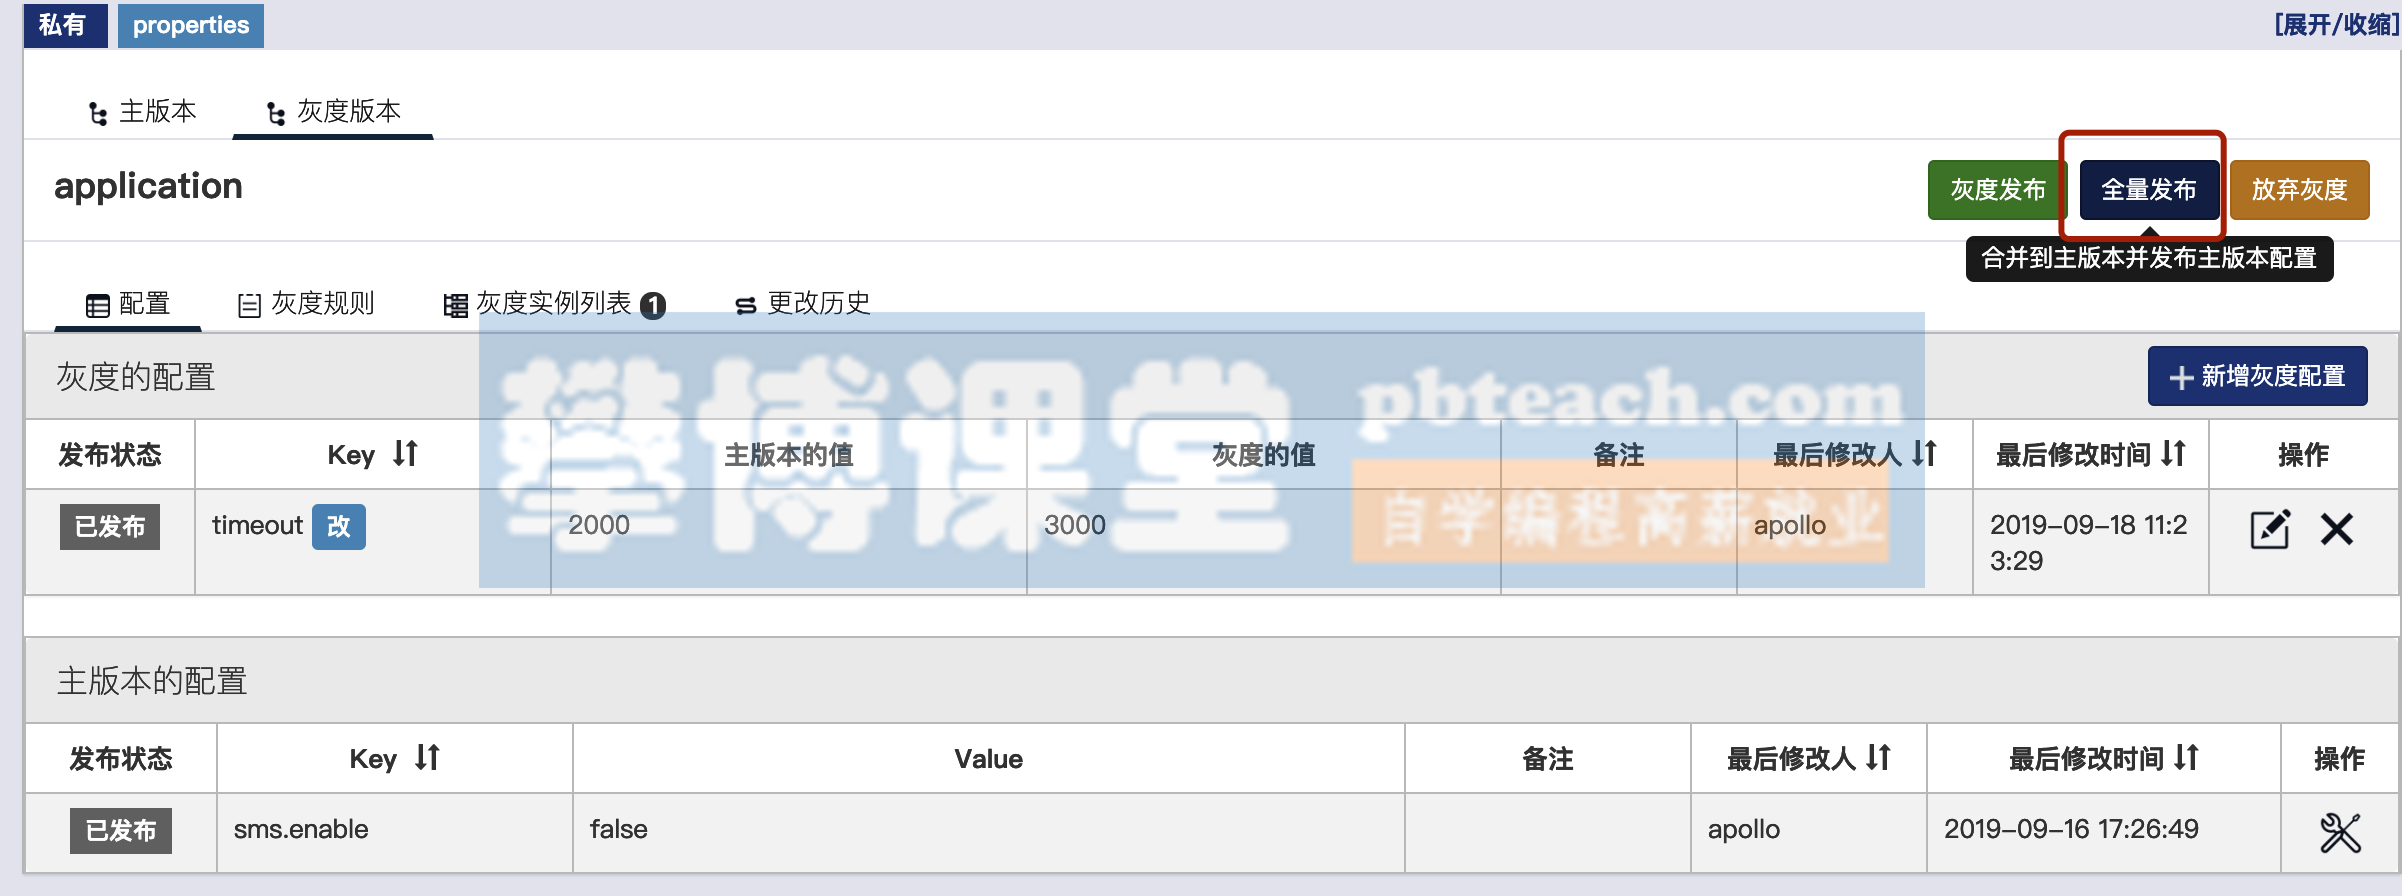 私有 properties [展开/收缩]
主版本 灰度版本
application 灰度发布 全量发布 放弃灰度
合并到主版本并发布主版本配置
配置 灰度规则 灰度实例列表 1 更改历史
灰度的配置 新增灰度配置
攀博课堂 pbteach.com
自学编程高薪就业
发布状态 Key 主版本的值 灰度的值 备注 最后修改人 最后修改时间 操作
已发布 timeout 改 2000 3000 apollo 2019-09-18 11:2
3:29
主版本的配置
发布状态 Key Value 备注 最后修改人 最后修改时间 操作
已发布 sms.enable false apollo 2019-09-16 17:26:49